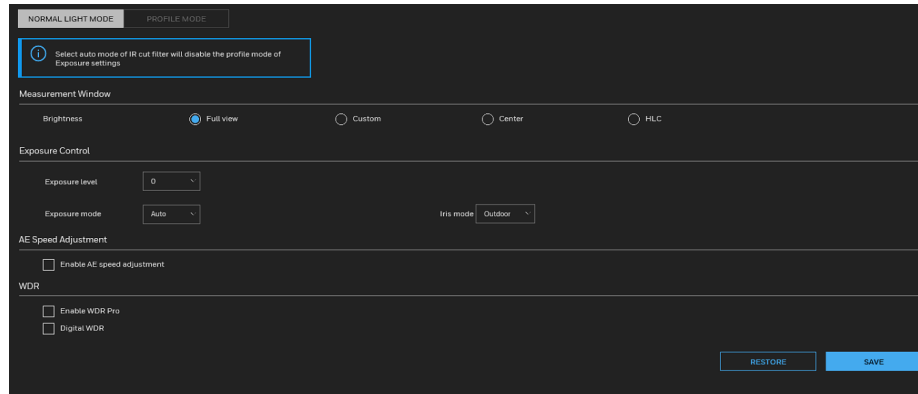 NORMAL LIGHT MODE PROFILE MODE
Select auto mode of IR cut filter will disable the profile mode of
Exposure settings
Measurement Window
Brightness Full view Custom Center HLC
Exposure Control
Exposure level 0
Exposure mode Auto Iris mode Outdoor
AE Speed Adjustment
Enable AE speed adjustment
WDR
Enable WDR Pro
Digital WDR
RESTORE SAVE